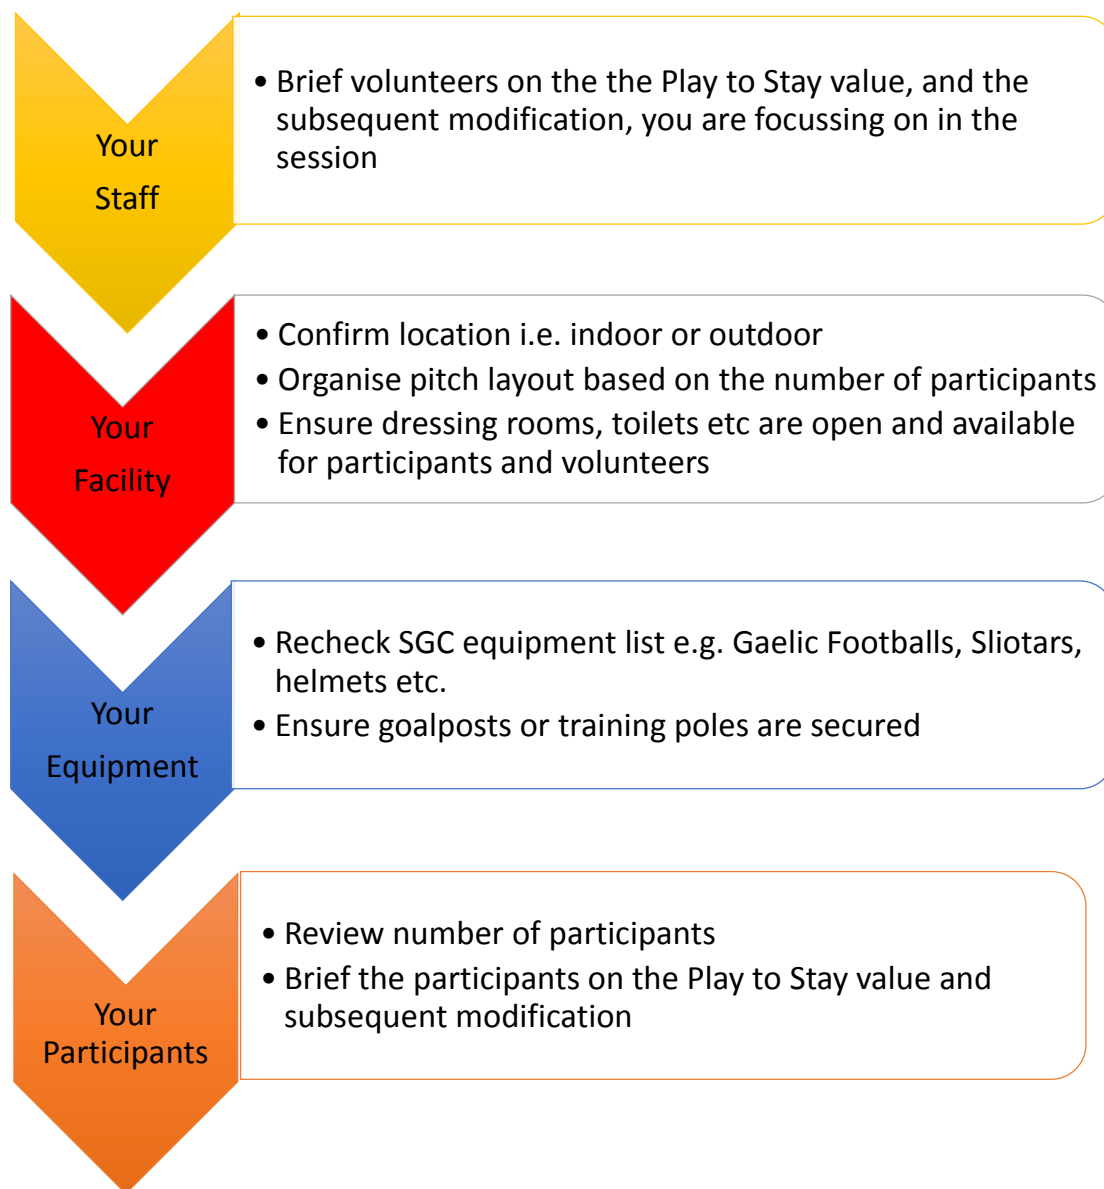 Your
Staff
• Brief volunteers on the the Play to Stay value, and the
subsequent modification, you are focussing on in the
session
Your
Facility
• Confirm location i.e. indoor or outdoor
• Organise pitch layout based on the number of participants
• Ensure dressing rooms, toilets etc are open and available
for participants and volunteers
Your
Equipment
• Recheck SGC equipment list e.g. Gaelic Footballs, Sliotars,
helmets etc.
• Ensure goalposts or training poles are secured
Your
Participants
• Review number of participants
• Brief the participants on the Play to Stay value and
subsequent modification